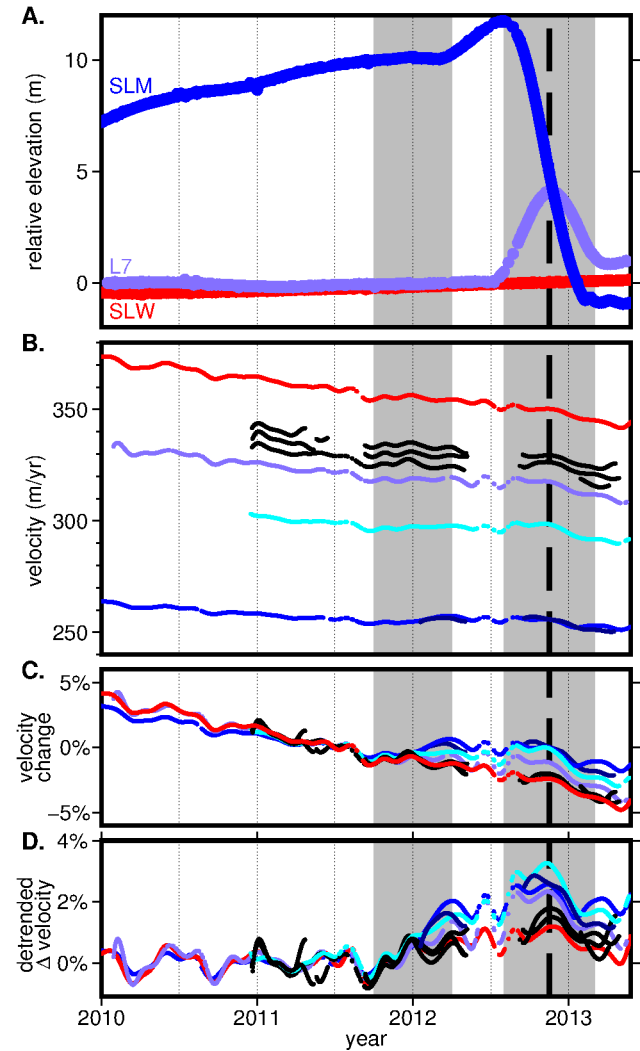 A.
10
5
0
relative elevation (m)
SLM
L7
SLW
B.
350
300
250
velocity (m/yr)
C.
5%
0%
−5%
velocity
change
D.
4%
2%
0%
detrended
Δ velocity
2010 2011 2012 2013
year